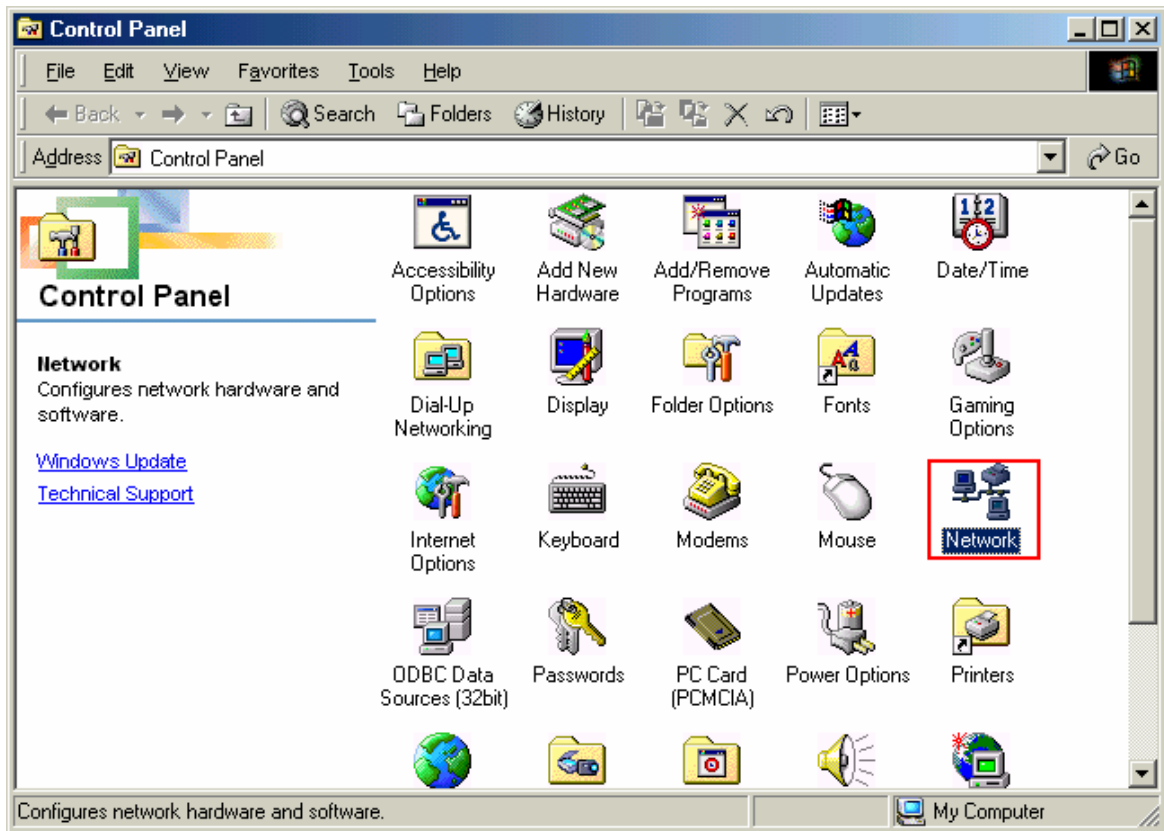 Control Panel
File Edit View Favorites Tools Help
Back Search Folders History
Address Control Panel Go
Control Panel
Network
Configures network hardware and
software.
Windows Update
Technical Support
Accessibility
Options
Add New
Hardware
Add/Remove
Programs
Automatic
Updates
Date/Time
Dial-Up
Networking
Display
Folder Options
Fonts
Gaming
Options
Internet
Options
Keyboard
Modems
Mouse
Network
ODBC Data
Sources (32bit)
Passwords
PC Card
(PCMCIA)
Power Options
Printers
Configures network hardware and software.
My Computer